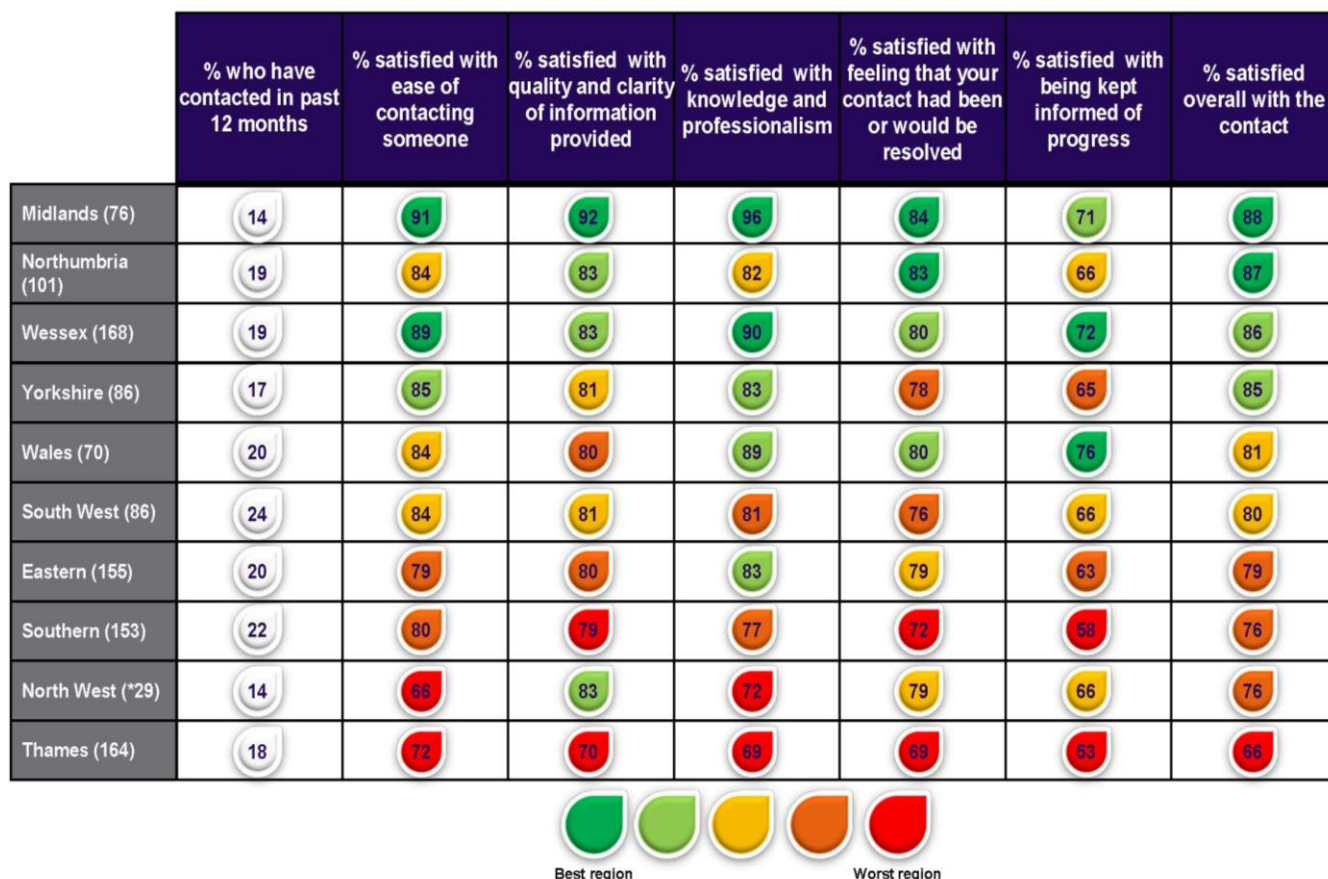 % who have
contacted in past
12 months
% satisfied with
ease of
contacting
someone
% satisfied with
quality and clarity
of information
provided
% satisfied with
knowledge and
professionalism
% satisfied with
feeling that your
contact had been
or would be
resolved
% satisfied with
being kept
informed of
progress
% satisfied
overall with the
contact
Midlands (76) 14 91 92 96 84 71 88
Northumbria
(101) 19 84 83 82 83 66 87
Wessex (168) 19 89 83 90 80 72 86
Yorkshire (86) 17 85 81 83 78 65 85
Wales (70) 20 84 80 89 80 76 81
South West (86) 24 84 81 81 76 66 80
Eastern (155) 20 79 80 83 79 63 79
Southern (153) 22 80 79 77 72 58 76
North West (*29) 14 66 83 72 79 66 76
Thames (164) 18 72 70 69 69 53 66
Best region Worst region